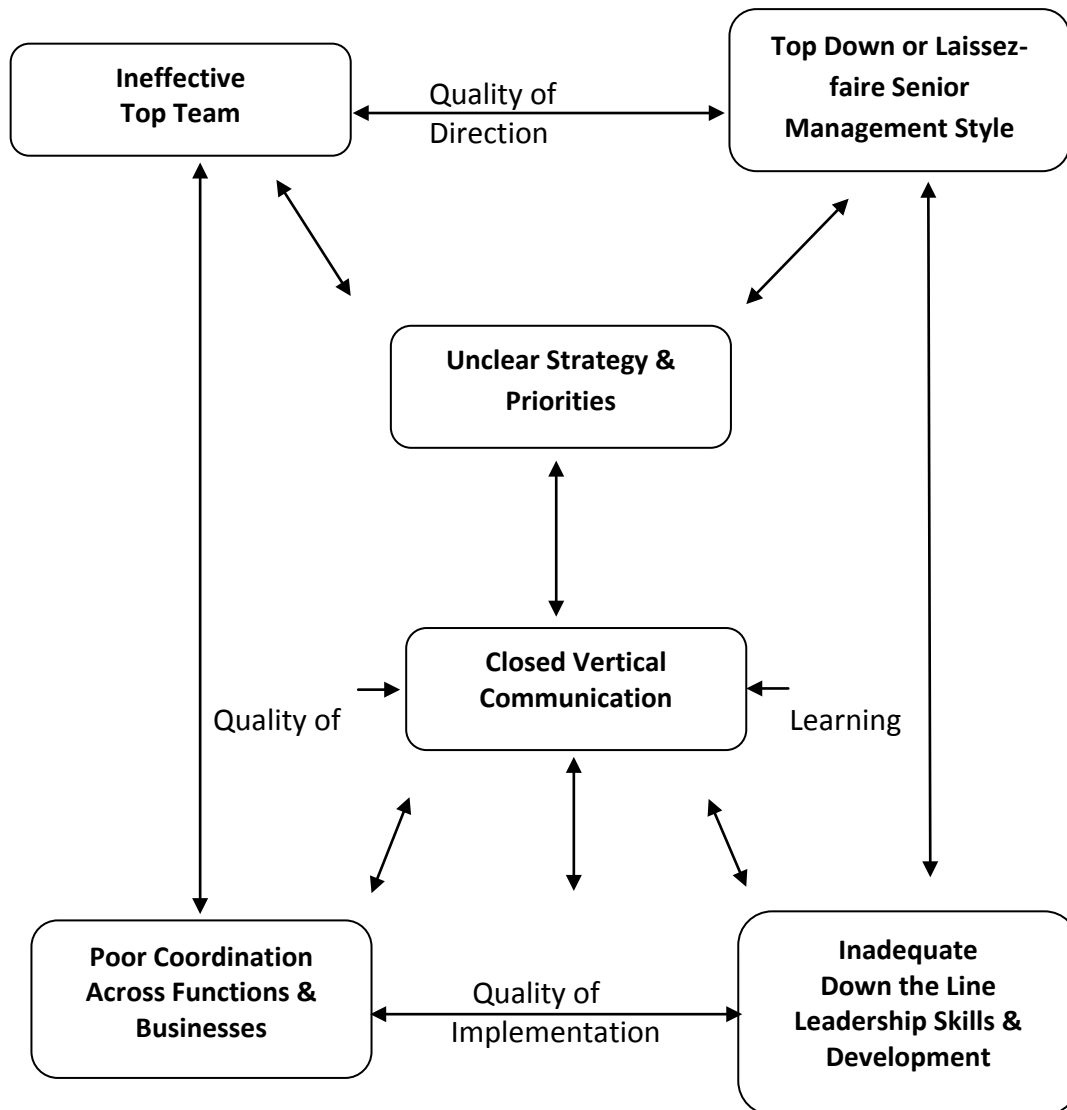 Ineffective
Top Team
Quality of
Direction
Top Down or Laissez-
faire Senior
Management Style
Unclear Strategy &
Priorities
Closed Vertical
Communication
Quality of
Learning
Poor Coordination
Across Functions &
Businesses
Quality of
Implementation
Inadequate
Down the Line
Leadership Skills &
Development